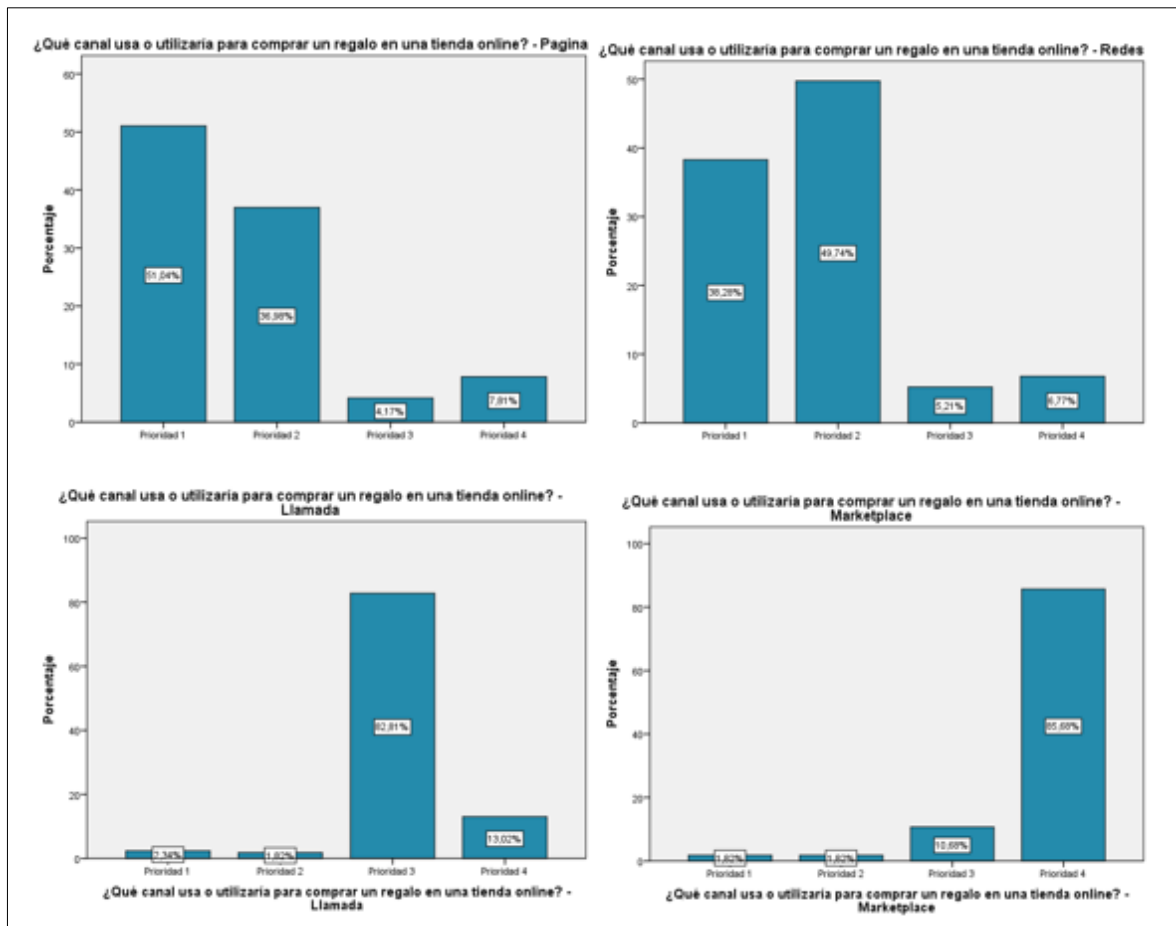 ¿Qué canal usa o utilizaría para comprar un regalo en una tienda online? - Pagina
Porcentaje
60
50
40
30
20
10
0
51,04%
36,98%
4,17%
7,81%
Prioridad 1
Prioridad 2
Prioridad 3
Prioridad 4
¿Qué canal usa o utilizaría para comprar un regalo en una tienda online? - Redes
Porcentaje
50
40
30
20
10
0
38,28%
49,74%
5,21%
6,77%
Prioridad 1
Prioridad 2
Prioridad 3
Prioridad 4
¿Qué canal usa o utilizaría para comprar un regalo en una tienda online? -
Llamada
Porcentaje
100
80
60
40
20
0
2,34%
1,82%
82,81%
13,02%
Prioridad 1
Prioridad 2
Prioridad 3
Prioridad 4
¿Qué canal usa o utilizaría para comprar un regalo en una tienda online? -
Llamada
¿Qué canal usa o utilizaría para comprar un regalo en una tienda online? -
Marketplace
Porcentaje
100
80
60
40
20
0
1,82%
1,82%
10,68%
85,68%
Prioridad 1
Prioridad 2
Prioridad 3
Prioridad 4
¿Qué canal usa o utilizaría para comprar un regalo en una tienda online? -
Marketplace